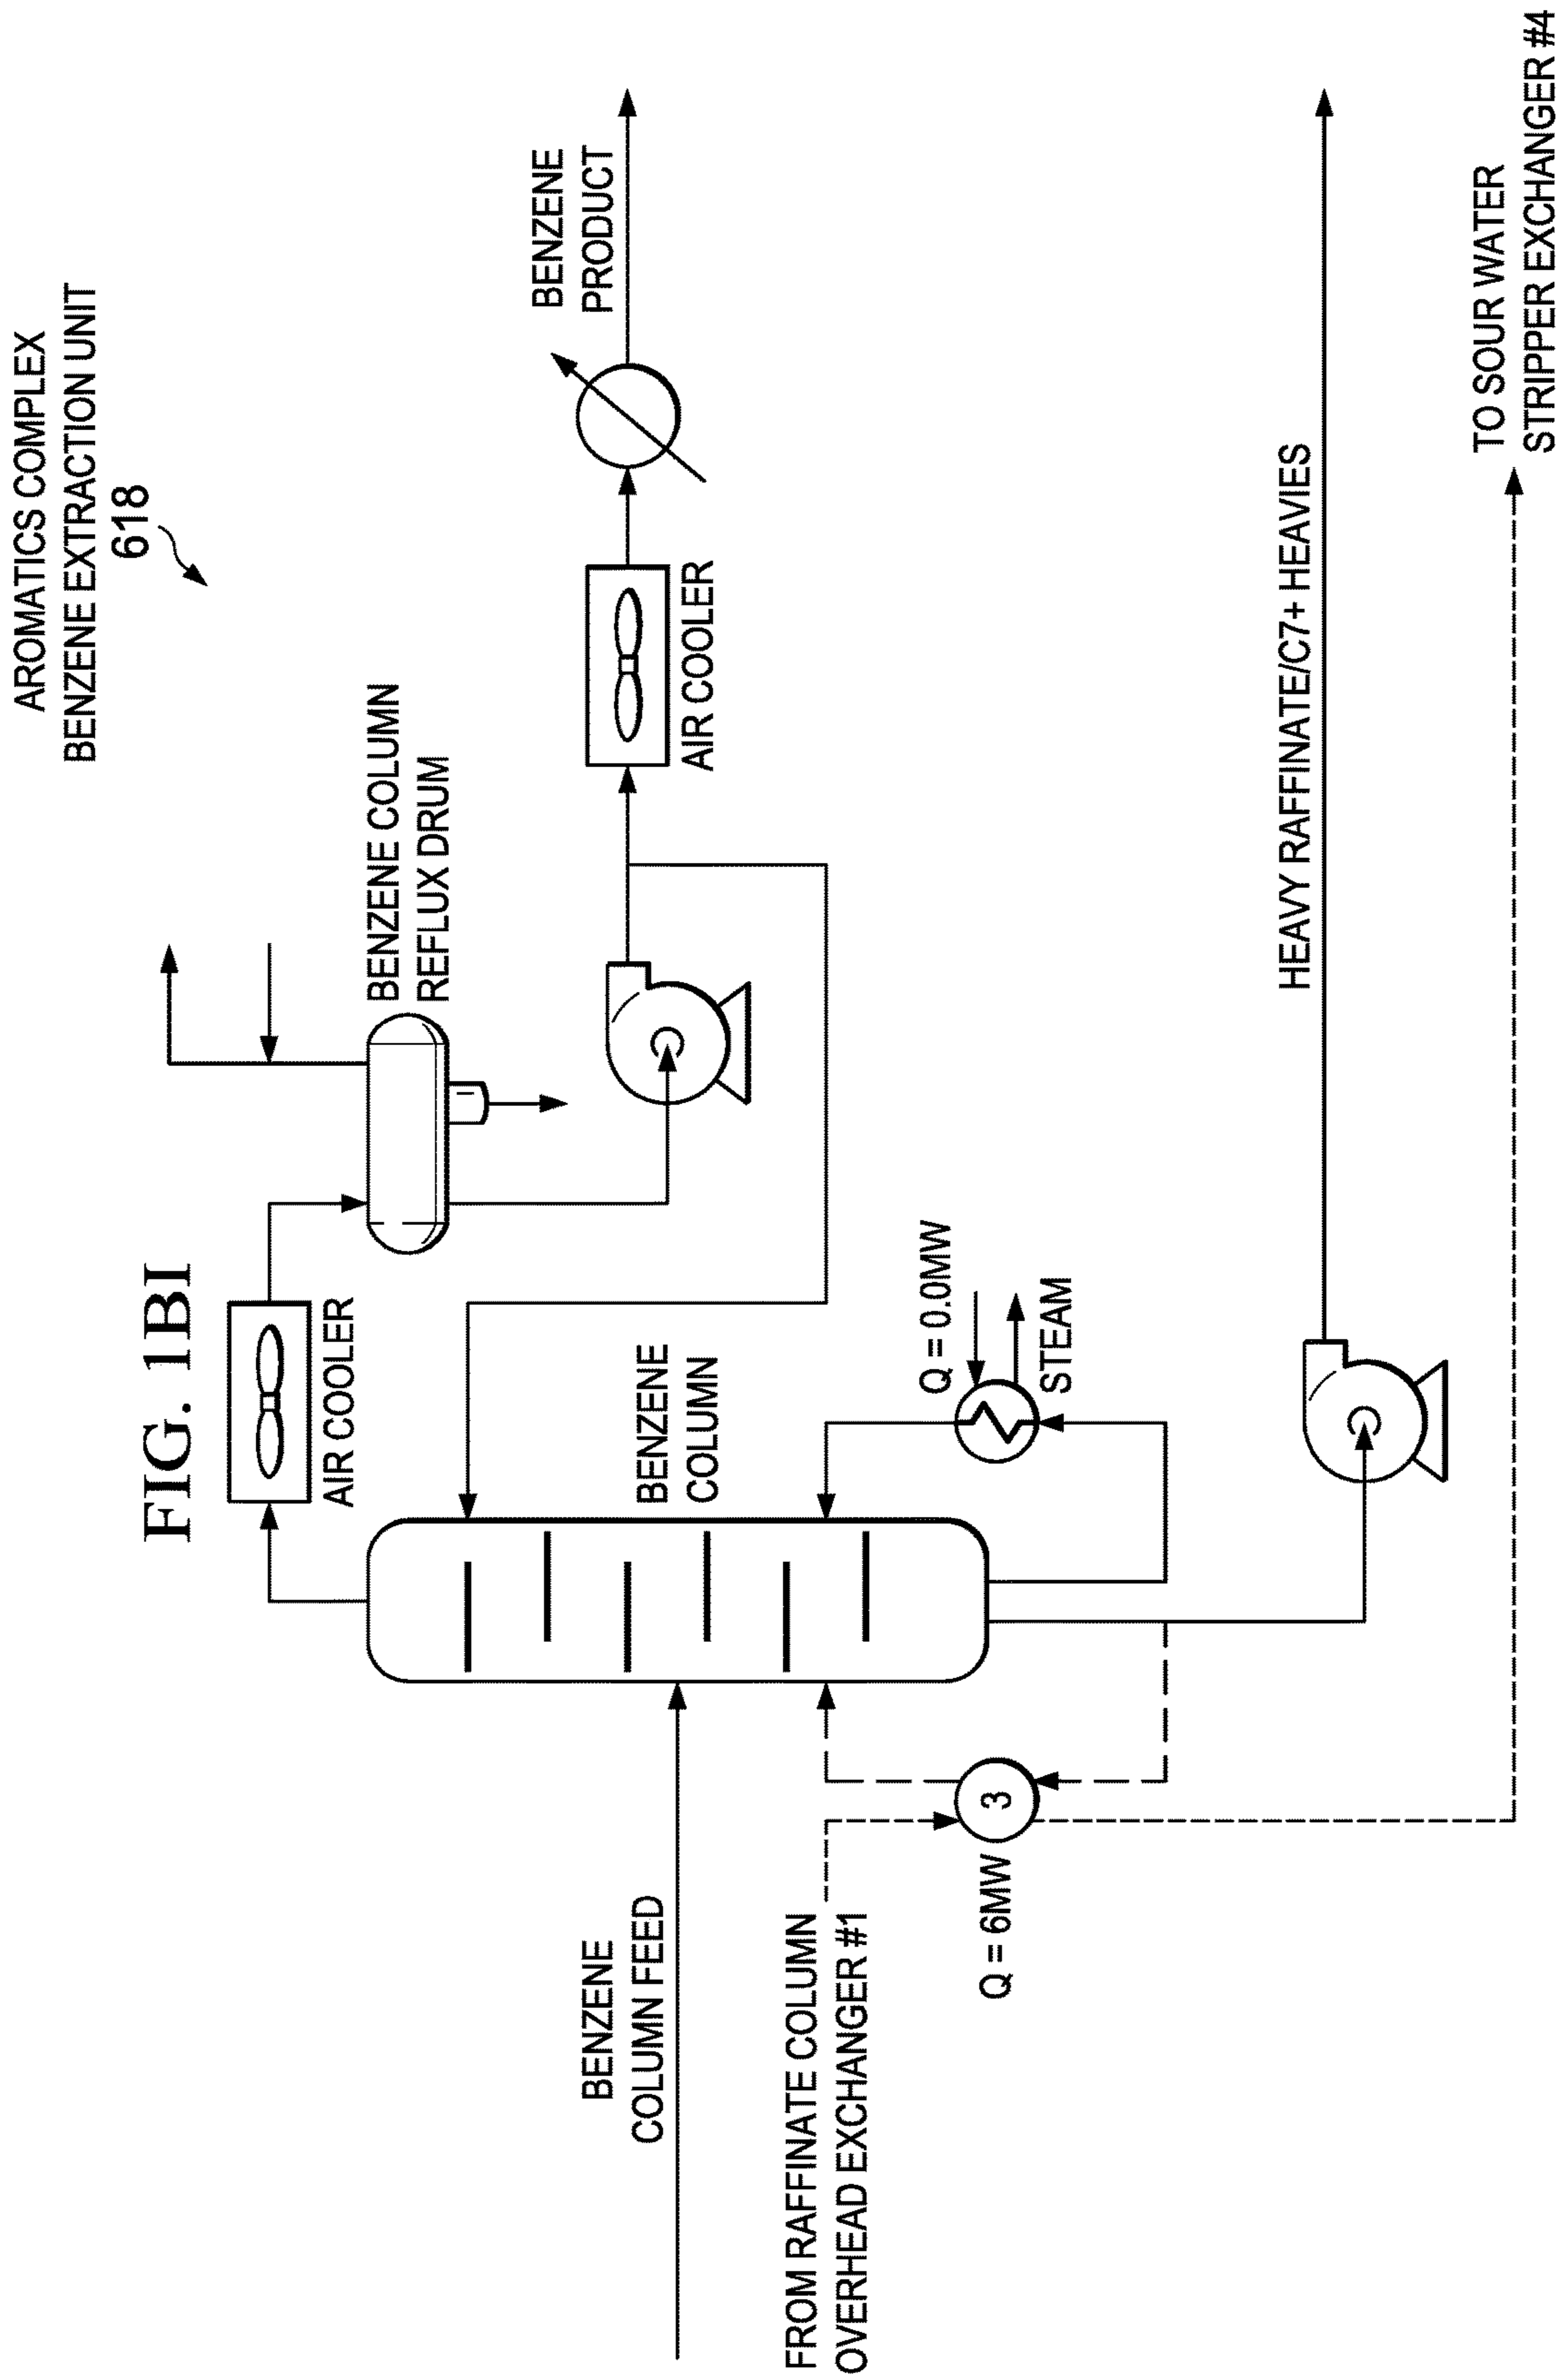 FIG. 1BI
AROMATICS COMPLEX
BENZENE EXTRACTION UNIT
618
AIR COOLER
BENZENE COLUMN
REFLUX DRUM
BENZENE
PRODUCT
AIR COOLER
BENZENE
COLUMN FEED
BENZENE
COLUMN
FROM RAFFINATE COLUMN
OVERHEAD EXCHANGER #1
3
Q = 6MW
Q = 0.0MW
STEAM
HEAVY RAFFINATE/C7+ HEAVIES
TO SOUR WATER
STRIPPER EXCHANGER #4